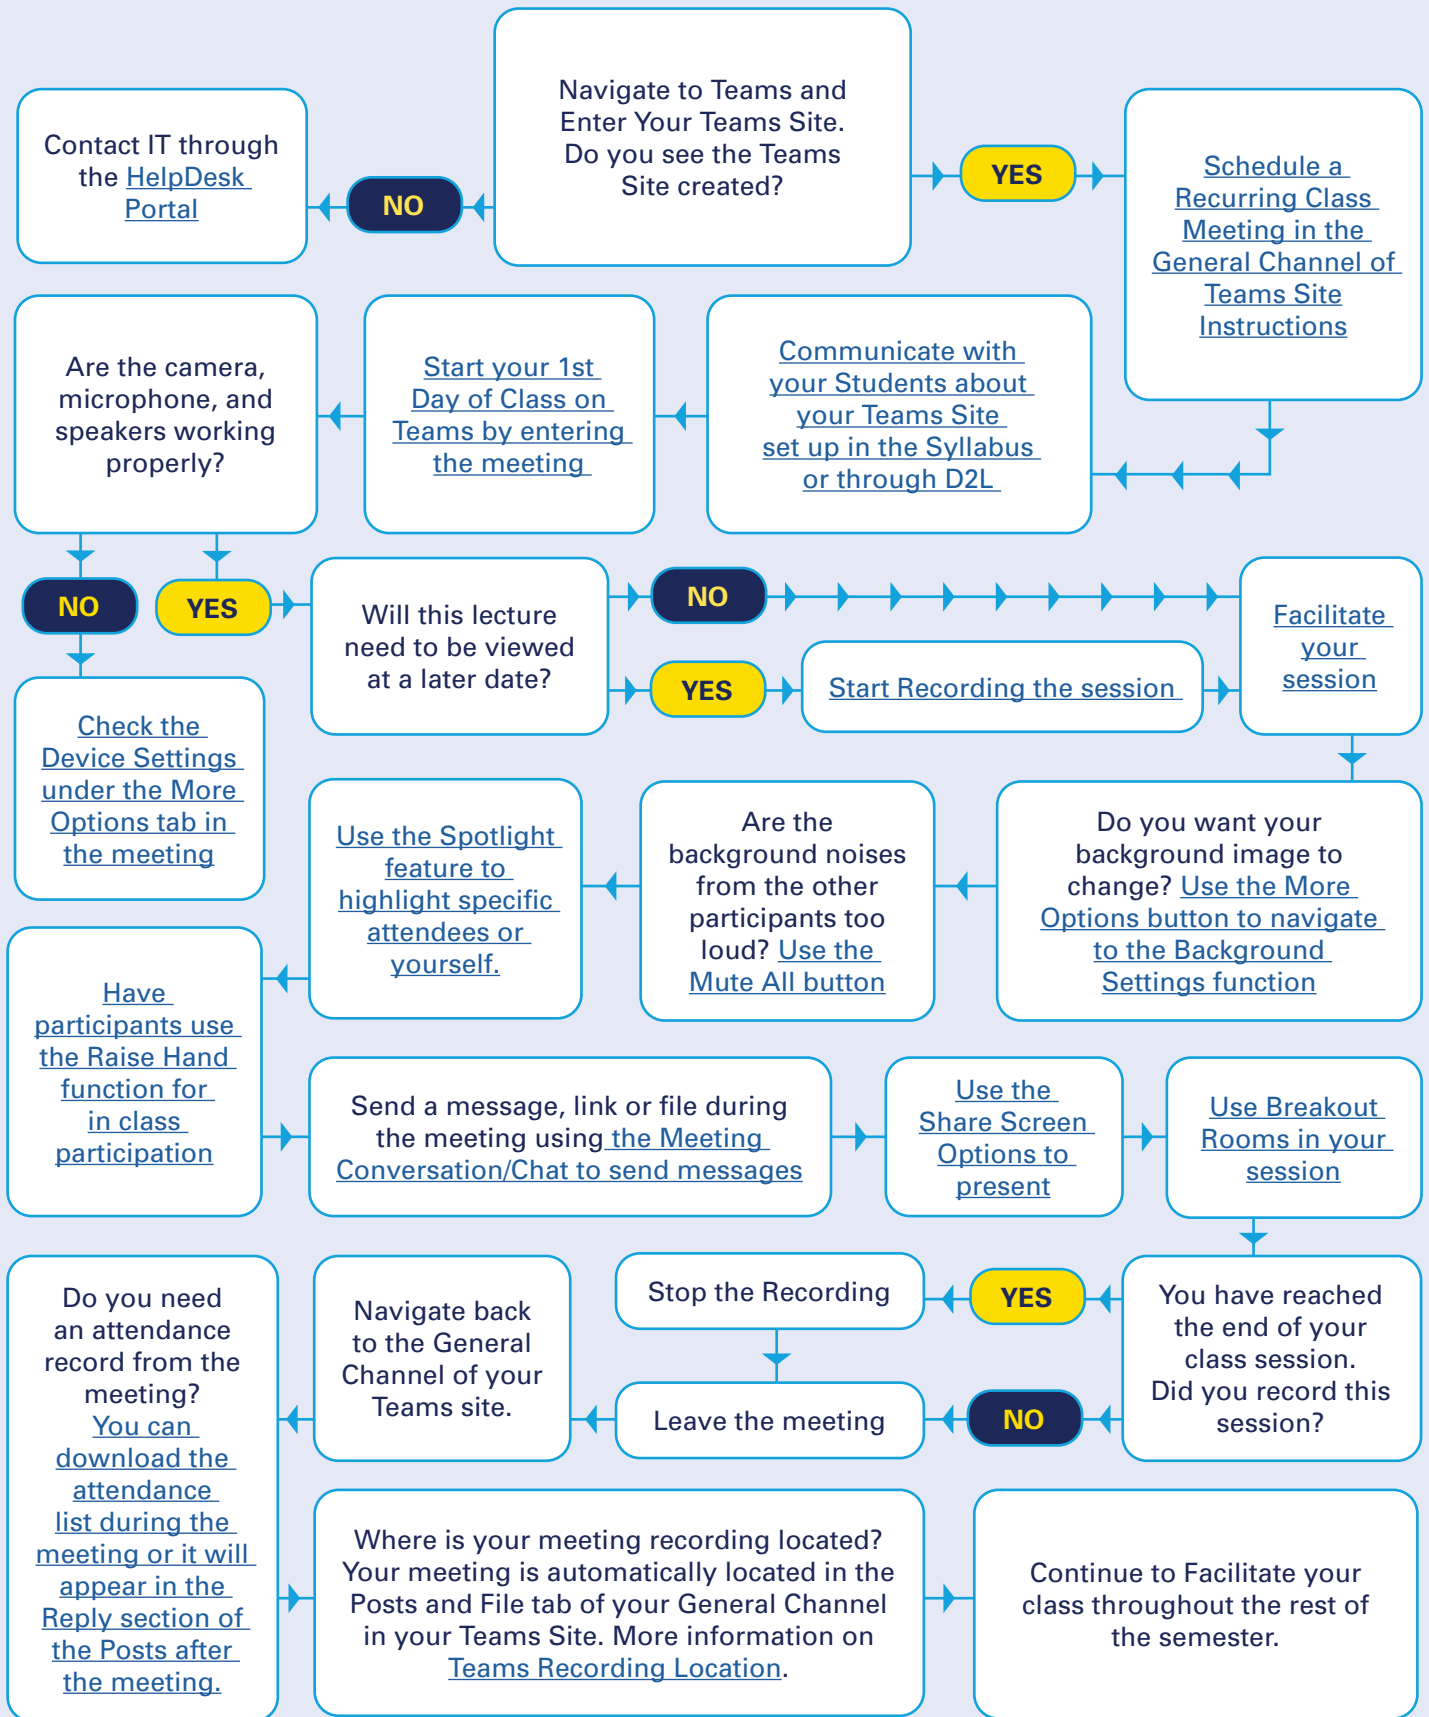 Navigate to Teams and
Enter Your Teams Site.
Do you see the Teams
Site created?
NO
Contact IT through
the HelpDesk
Portal
YES
Schedule a
Recurring Class
Meeting in the
General Channel of
Teams Site
Instructions
Communicate with
your Students about
your Teams Site
set up in the Syllabus
or through D2L
Start your 1st
Day of Class on
Teams by entering
the meeting
Are the camera,
microphone, and
speakers working
properly?
NO
YES
Check the
Device Settings
under the More
Options tab in
the meeting
Will this lecture
need to be viewed
at a later date?
NO
YES
Start Recording the session
Facilitate
your
session
Do you want your
background image to
change? Use the More
Options button to navigate
to the Background
Settings function
Are the
background noises
from the other
participants too
loud? Use the
Mute All button
Use the Spotlight
feature to
highlight specific
attendees or
yourself.
Have
participants use
the Raise Hand
function for
in class
participation
Send a message, link or file during
the meeting using the Meeting
Conversation/Chat to send messages
Use the
Share Screen
Options to
present
Use Breakout
Rooms in your
session
You have reached
the end of your
class session.
Did you record this
session?
YES
Stop the Recording
NO
Leave the meeting
Navigate back
to the General
Channel of your
Teams site.
Do you need
an attendance
record from the
meeting?
You can
download the
attendance
list during the
meeting or it will
appear in the
Reply section of
the Posts after
the meeting.
Where is your meeting recording located?
Your meeting is automatically located in the
Posts and File tab of your General Channel
in your Teams Site. More information on
Teams Recording Location.
Continue to Facilitate your
class throughout the rest of
the semester.